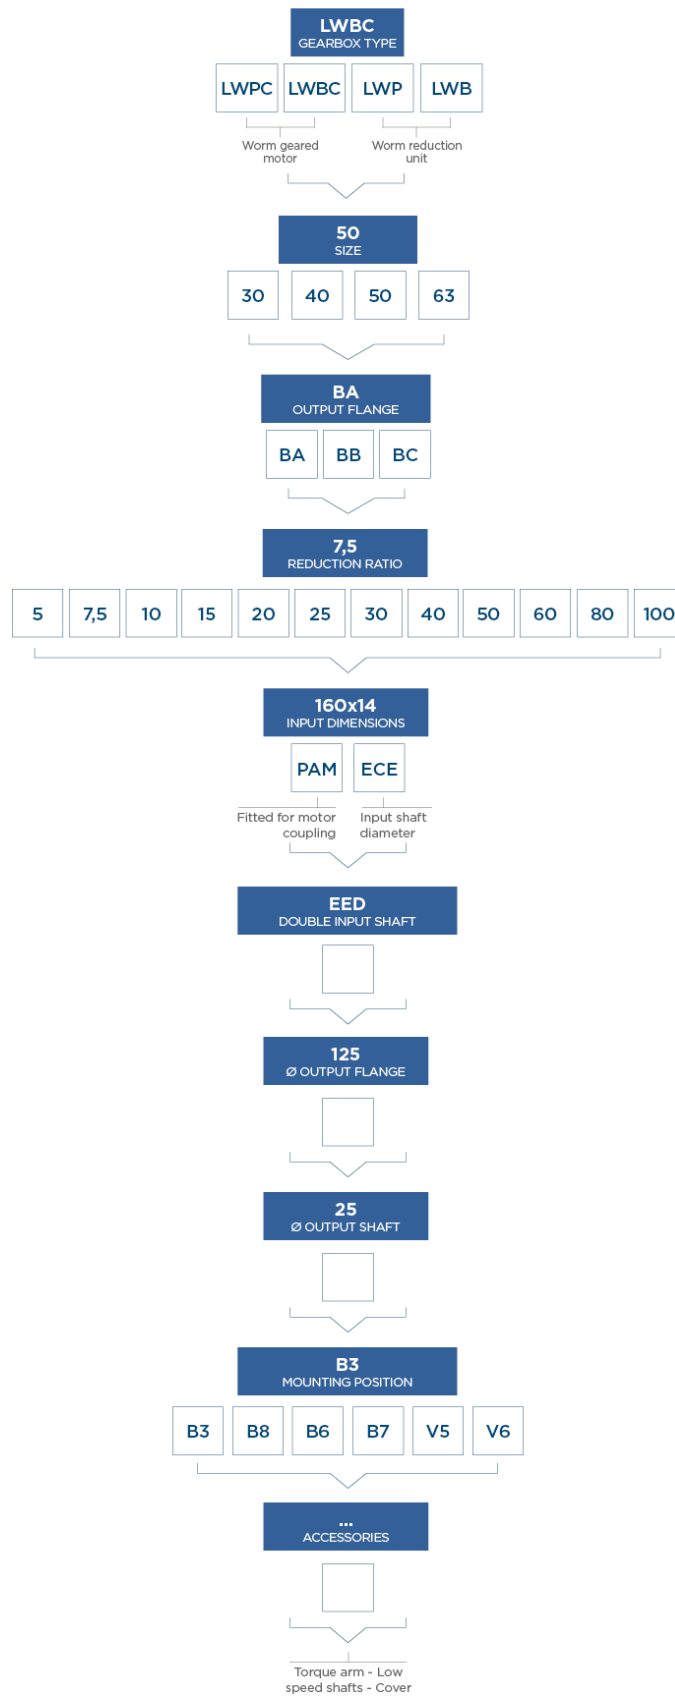 LWBC
GEARBOX TYPE
LWPC LWBC LWP LWB
Worm geared motor
Worm reduction unit
50
SIZE
30 40 50 63
BA
OUTPUT FLANGE
BA BB BC
7,5
REDUCTION RATIO
5 7,5 10 15 20 25 30 40 50 60 80 100
160x14
INPUT DIMENSIONS
PAM ECE
Fitted for motor coupling
Input shaft diameter
EED
DOUBLE INPUT SHAFT
125
Ø OUTPUT FLANGE
25
Ø OUTPUT SHAFT
B3
MOUNTING POSITION
B3 B8 B6 B7 V5 V6
...
ACCESSORIES
Torque arm - Low
speed shafts - Cover